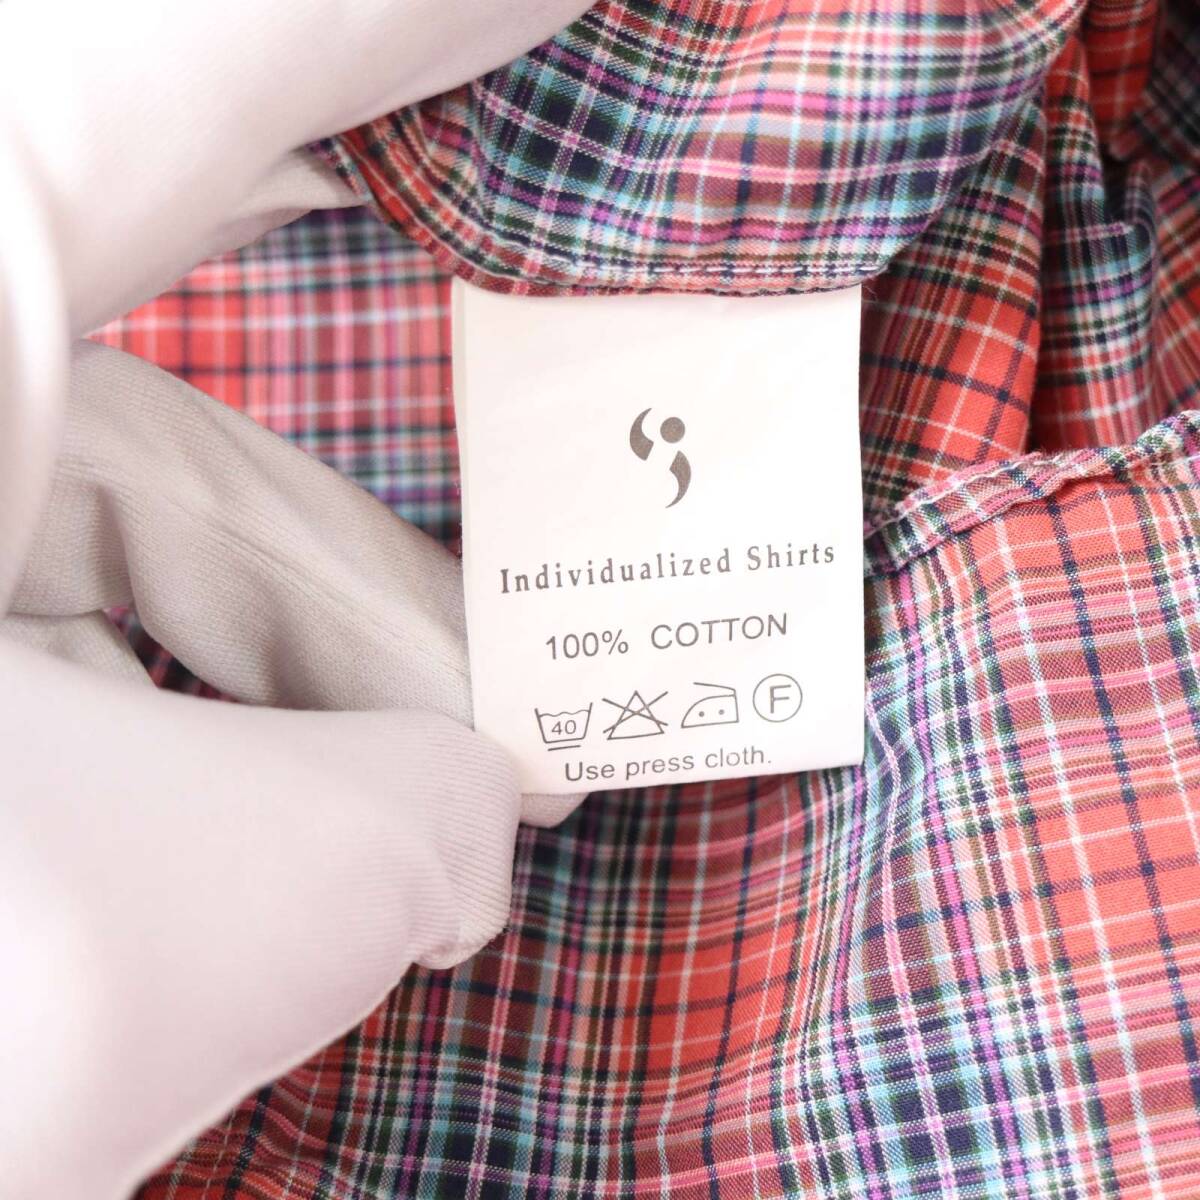 Individualized Shirts
100% COTTON
40 F
Use press cloth.